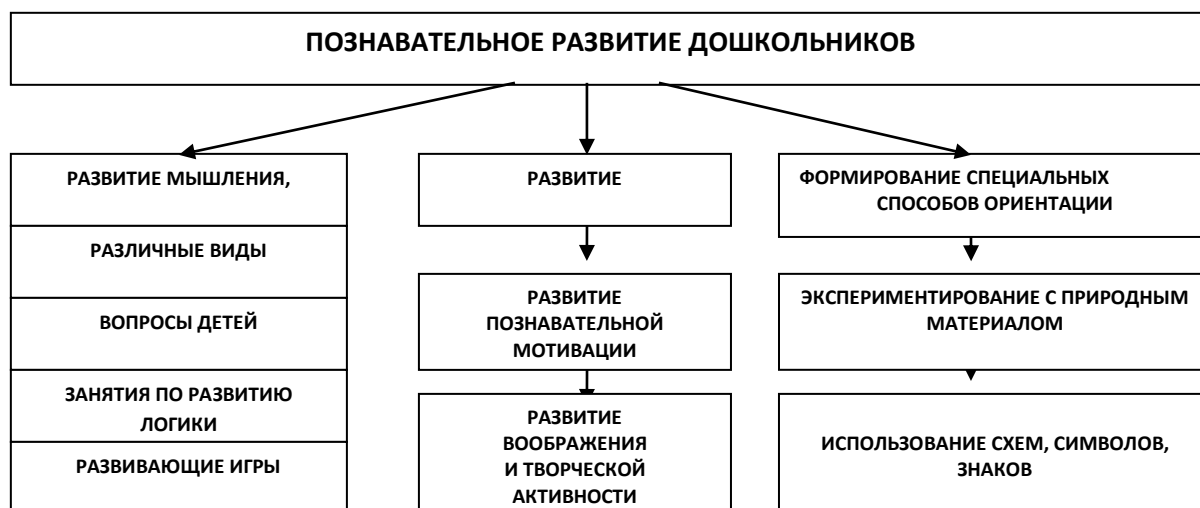 ПОЗНАВАТЕЛЬНОЕ РАЗВИТИЕ ДОШКОЛЬНИКОВ
РАЗВИТИЕ МЫШЛЕНИЯ,
РАЗЛИЧНЫЕ ВИДЫ
ВОПРОСЫ ДЕТЕЙ
ЗАНЯТИЯ ПО РАЗВИТИЮ
ЛОГИКИ
РАЗВИВАЮЩИЕ ИГРЫ
РАЗВИТИЕ
РАЗВИТИЕ
ПОЗНАВАТЕЛЬНОЙ
МОТИВАЦИИ
РАЗВИТИЕ
ВООБРАЖЕНИЯ
И ТВОРЧЕСКОЙ
АКТИВНОСТИ
ФОРМИРОВАНИЕ СПЕЦИАЛЬНЫХ
СПОСОБОВ ОРИЕНТАЦИИ
ЭКСПЕРИМЕНТИРОВАНИЕ С ПРИРОДНЫМ
МАТЕРИАЛОМ
ИСПОЛЬЗОВАНИЕ СХЕМ, СИМВОЛОВ,
ЗНАКОВ